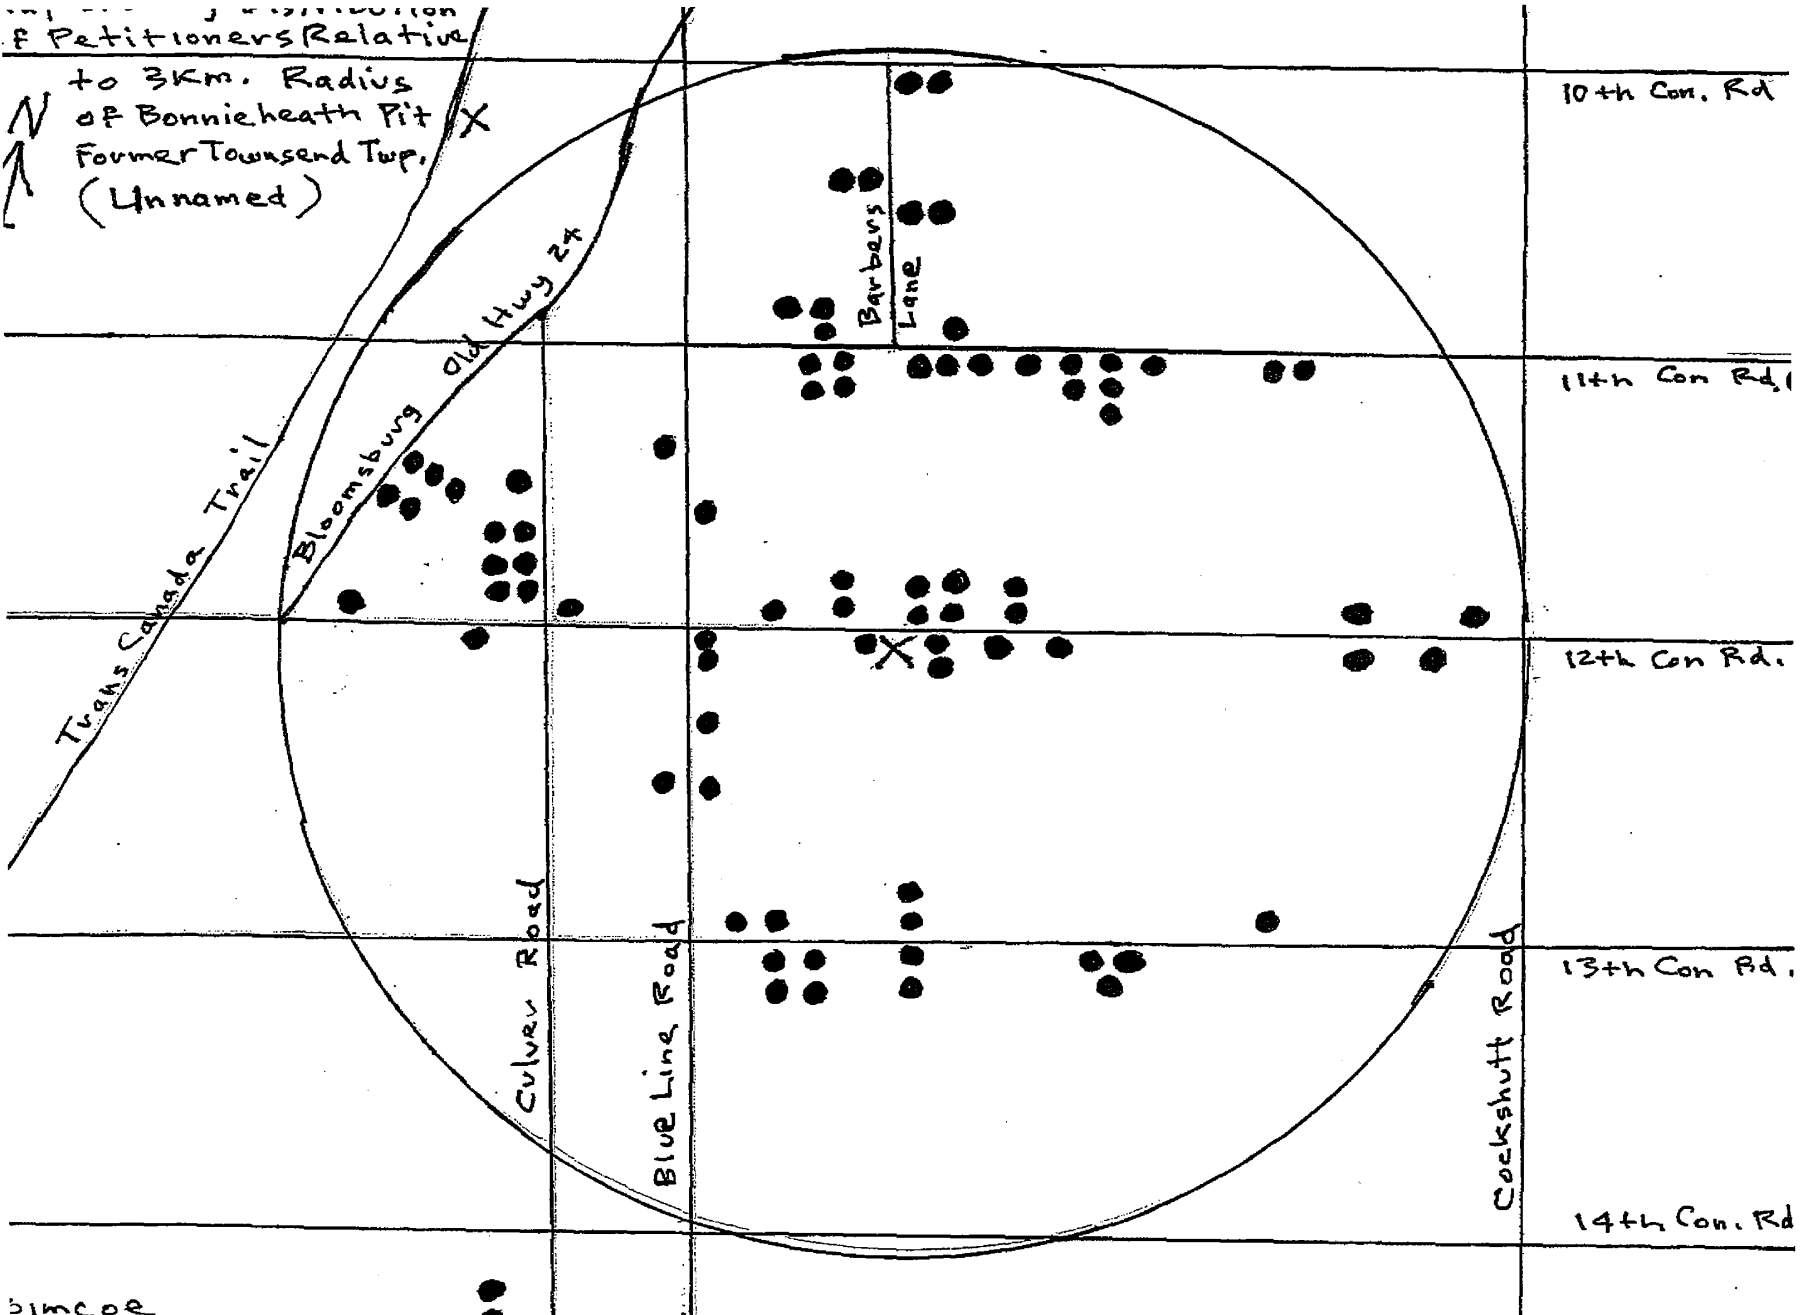 f Petitioners Relative
to 3Km. Radius
of Bonnieheath Pit X
Former Townsend Twp.
(Unnamed)
N
10th Con. Rd
Barbers
Lane
Bloomsburg Old Hwy 24
11th Con Rd.
Trans Canada Trail
X
12th Con Rd.
Culver Road
Blue Line Road
Cockshutt Road
13th Con Rd.
14th Con. Rd